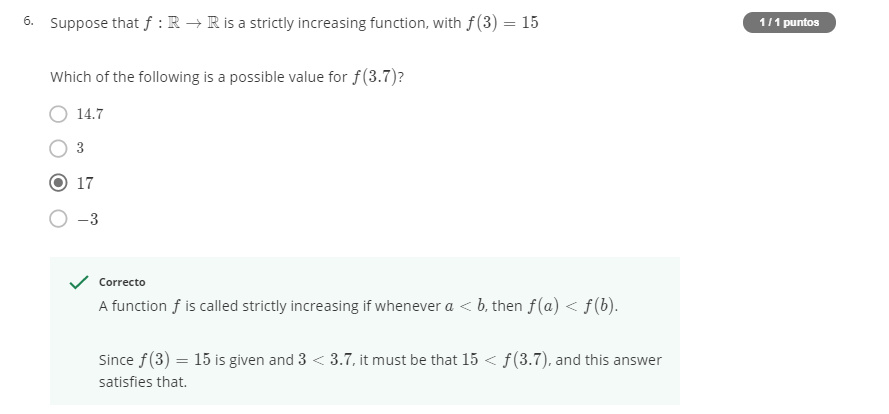 6. Suppose that f : ℝ → ℝ is a strictly increasing function, with f(3) = 15
1 / 1 puntos
Which of the following is a possible value for f(3.7)?
14.7
3
17
−3
Correcto
A function f is called strictly increasing if whenever a < b, then f(a) < f(b).
Since f(3) = 15 is given and 3 < 3.7, it must be that 15 < f(3.7), and this answer
satisfies that.